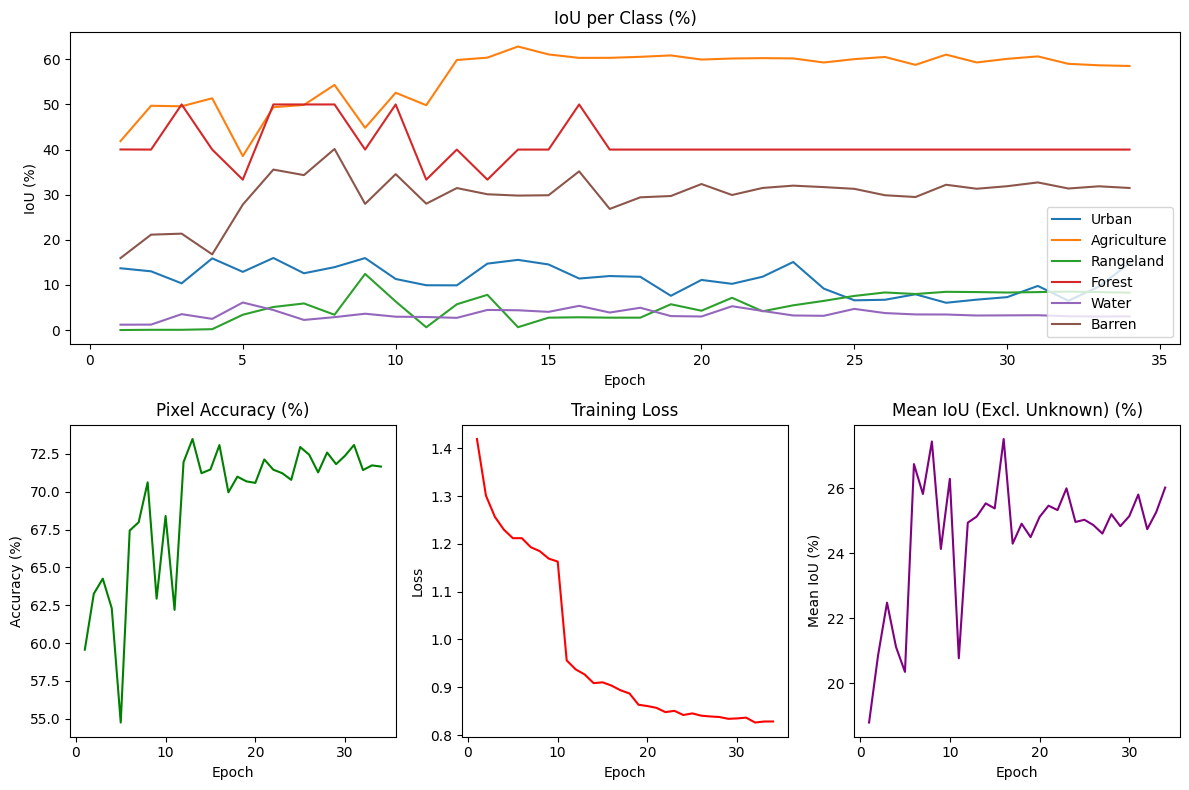 IoU per Class (%)
60
50
40
30
20
10
0
IoU (%)
Urban
Agriculture
Rangeland
Forest
Water
Barren
0 5 10 15 20 25 30 35
Epoch
Pixel Accuracy (%)
72.5
70.0
67.5
65.0
62.5
60.0
57.5
55.0
Accuracy (%)
0 10 20 30
Epoch
Training Loss
1.4
1.3
1.2
1.1
1.0
0.9
0.8
Loss
0 10 20 30
Epoch
Mean IoU (Excl. Unknown) (%)
26
24
22
20
Mean IoU (%)
0 10 20 30
Epoch